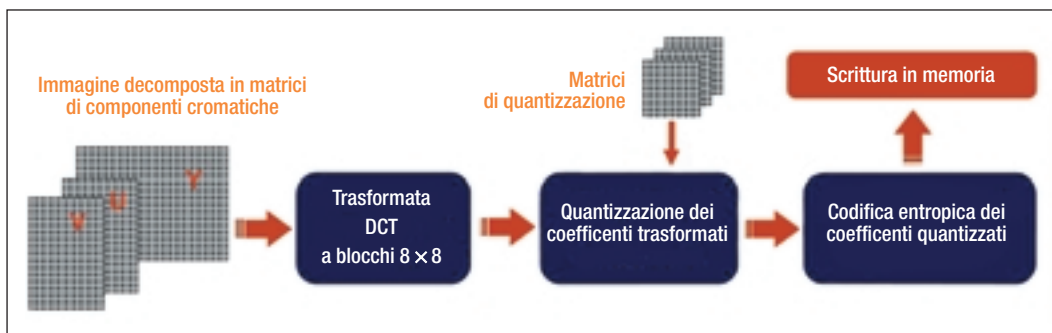 Immagine decomposta in matrici
di componenti cromatiche
V
U
Y
Trasformata
DCT
a blocchi 8 × 8
Matrici
di quantizzazione
Quantizzazione dei
coefficenti trasformati
Codifica entropica dei
coefficenti quantizzati
Scrittura in memoria